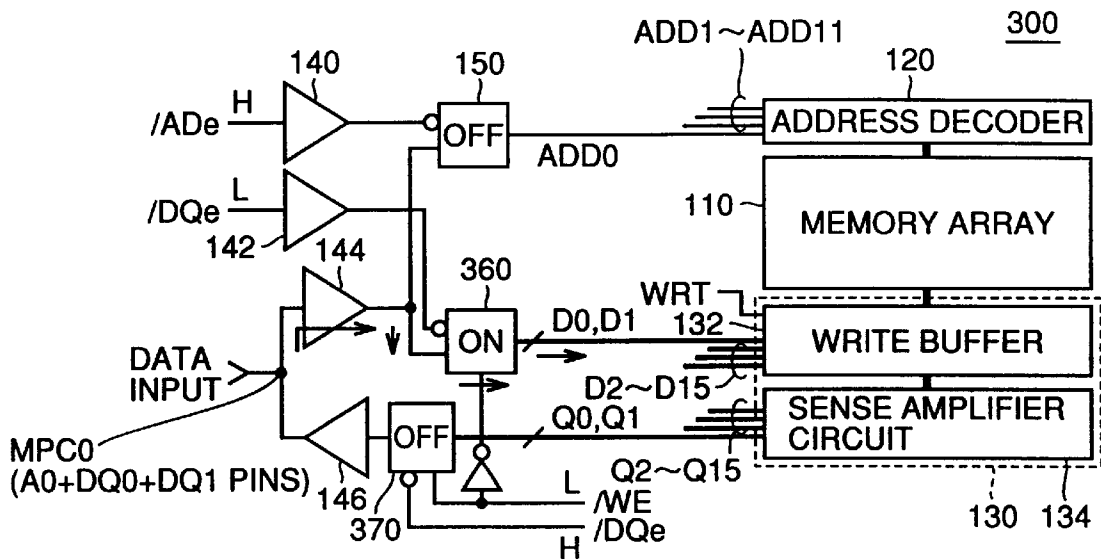 300
ADD1~ADD11
140
150
120
/ADe
H
OFF
ADDRESS DECODER
ADD0
/DQe
L
142
110
MEMORY ARRAY
144
360
WRT
132
D0,D1
WRITE BUFFER
ON
DATA
INPUT
D2~D15
OFF
Q0,Q1
SENSE AMPLIFIER
CIRCUIT
MPC0
(A0+DQ0+DQ1 PINS)
146
370
Q2~Q15
L
/WE
/DQe
H
130
134